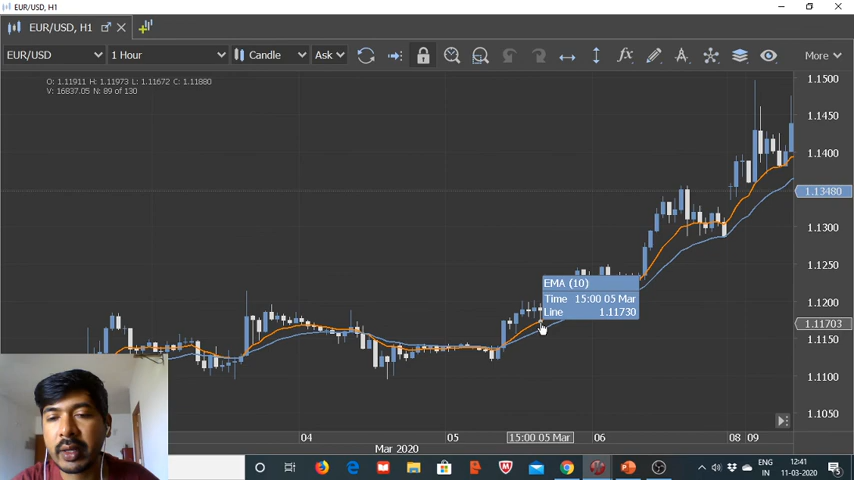 EUR/USD, H1
EUR/USD, H1
EUR/USD 1 Hour Candle Ask More
O: 1.11911 H: 1.11973 L: 1.11672 C: 1.11880
V: 16837.05 N: 89 of 130
1.1500
1.1450
1.1400
1.13480
1.1300
1.1250
EMA (10)
Time 15:00 05 Mar
Line 1.11730
1.1200
1.11703
1.1150
1.1100
1.1050
04 05 15:00 05 Mar 06 08 09
Mar 2020
ENG 12:41
IN 11-03-2020
5